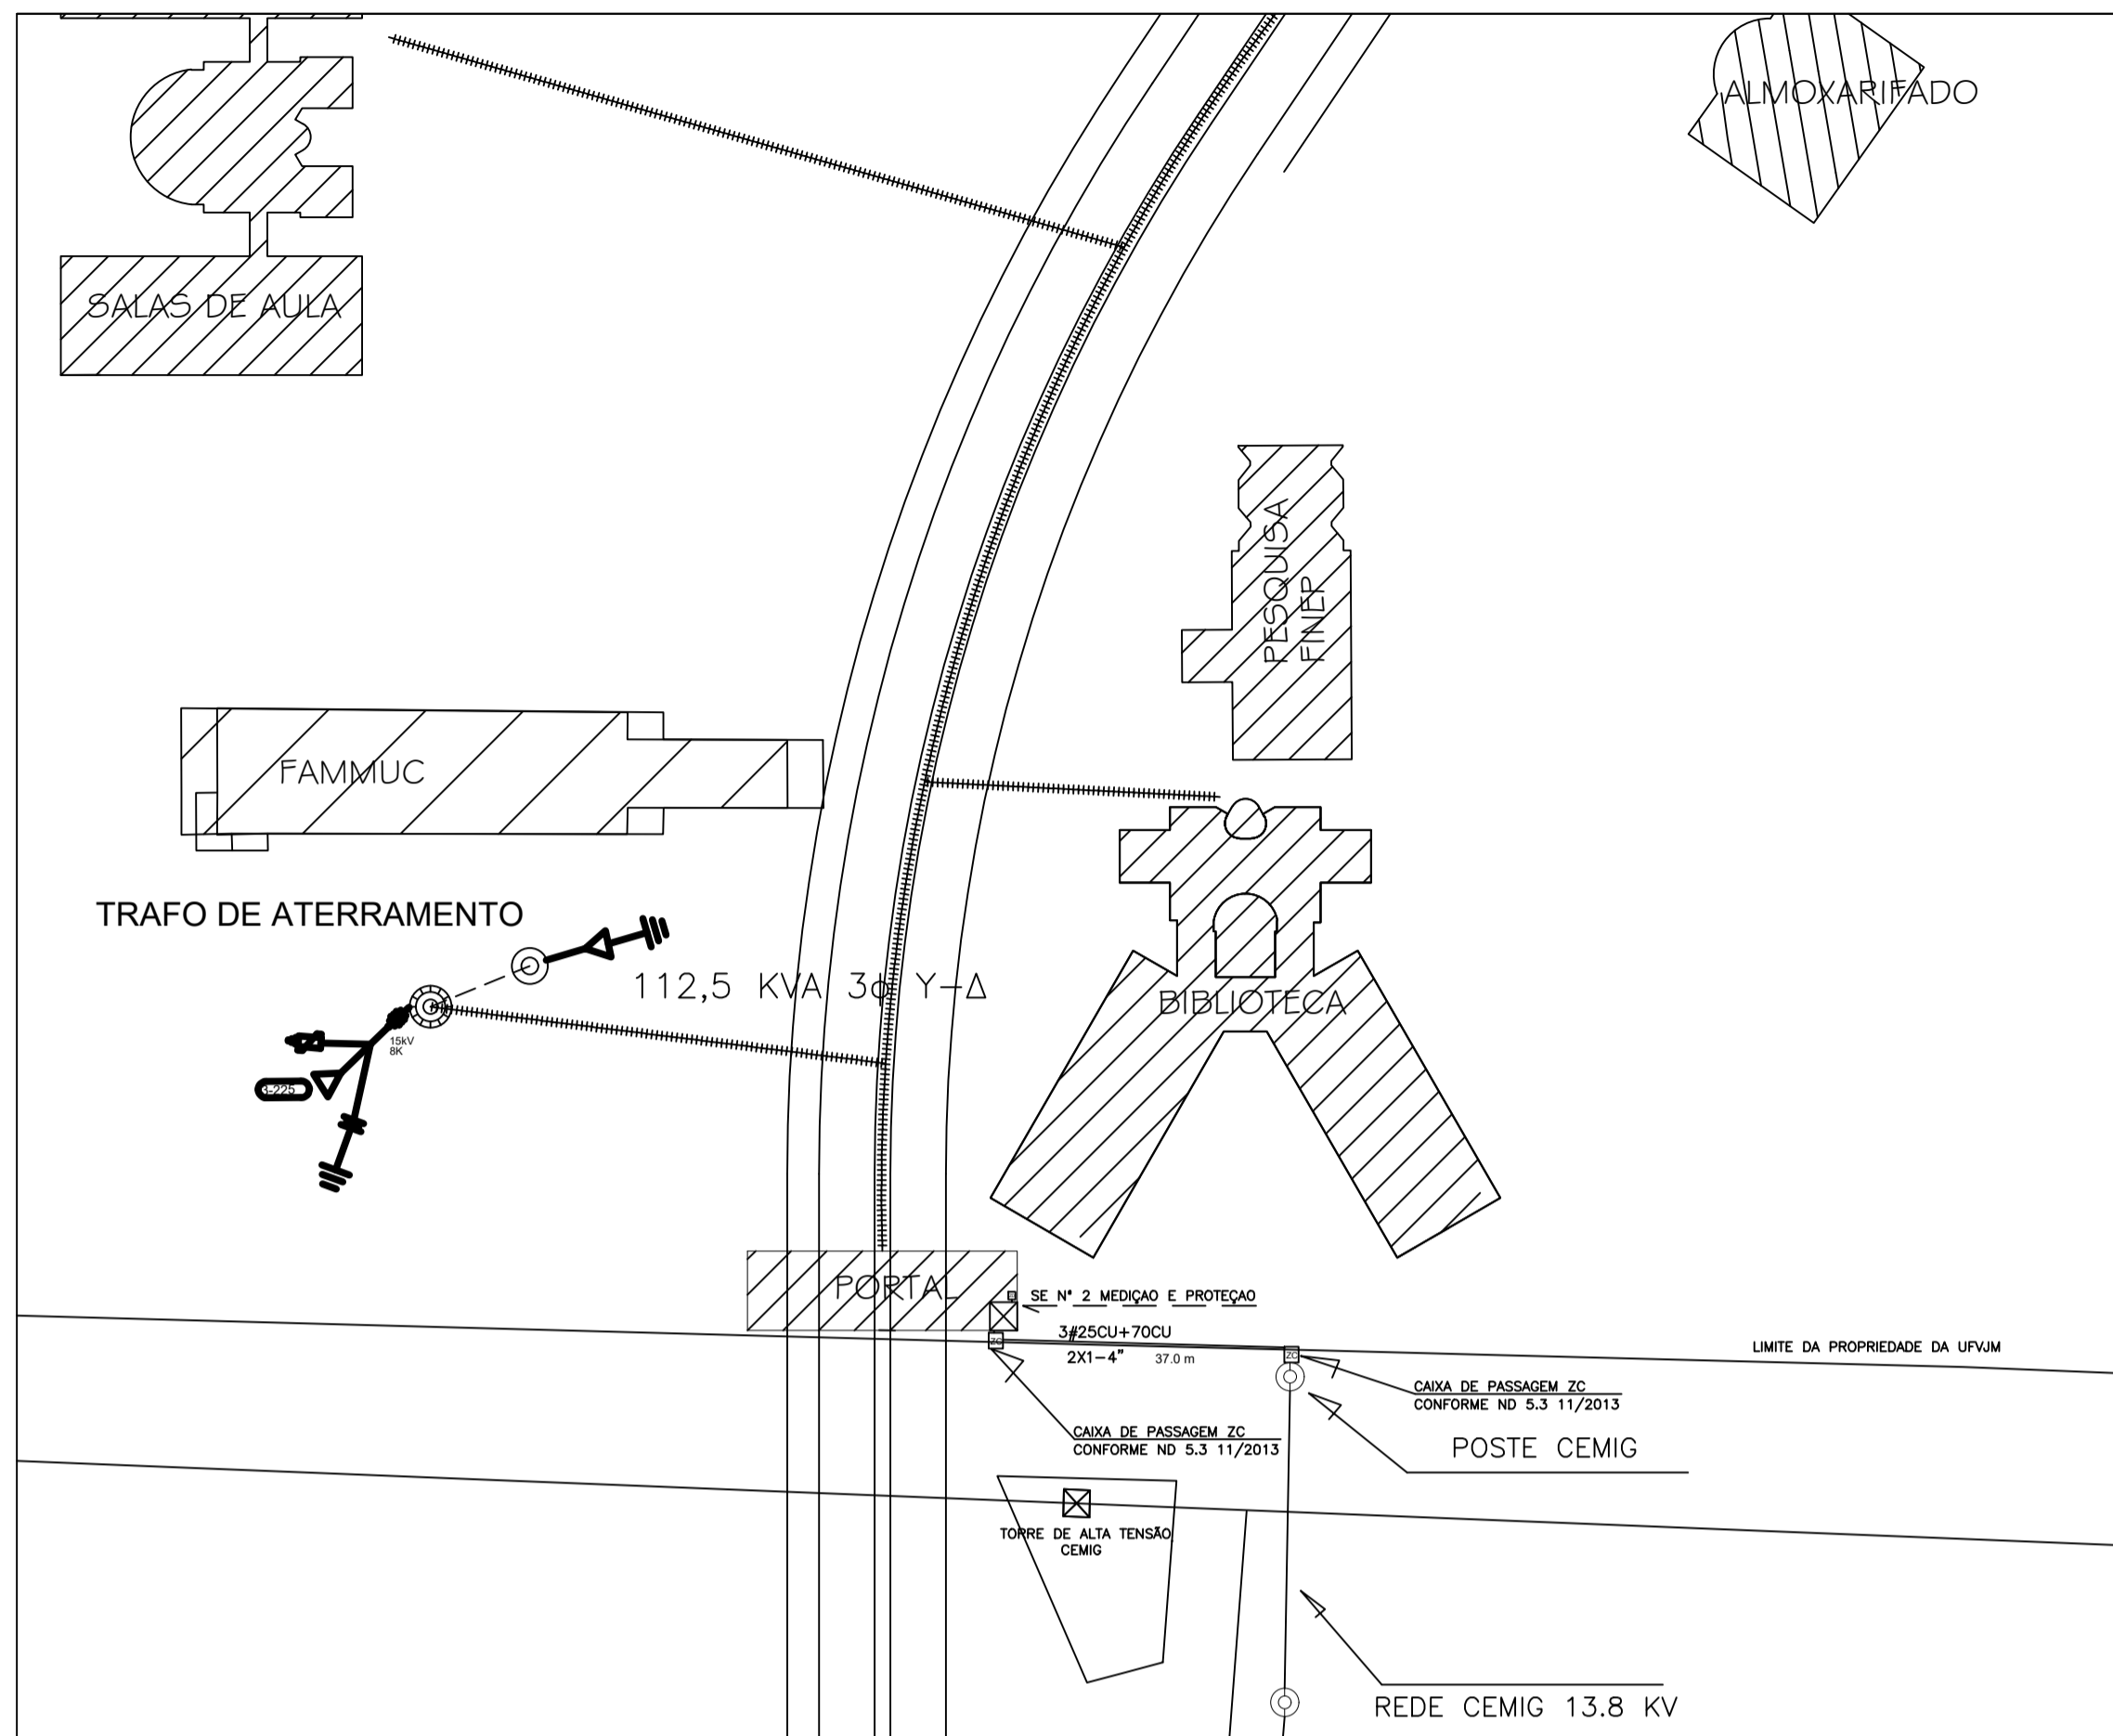 ALMOXARIFADO
SALAS DE AULA
PESQUISA
FINEP
FAMMUC
TRAFO DE ATERRAMENTO
112,5 KVA 3ϕ Y-Δ
BIBLIOTECA
15kV
8K
3-225
PORTAL
SE N° 2 MEDIÇAO E PROTEÇAO
3#25CU+70CU
2X1-4" 37.0 m
ZC
ZC
LIMITE DA PROPRIEDADE DA UFVJM
CAIXA DE PASSAGEM ZC
CONFORME ND 5.3 11/2013
CAIXA DE PASSAGEM ZC
CONFORME ND 5.3 11/2013
POSTE CEMIG
TORRE DE ALTA TENSÃO
CEMIG
REDE CEMIG 13.8 KV